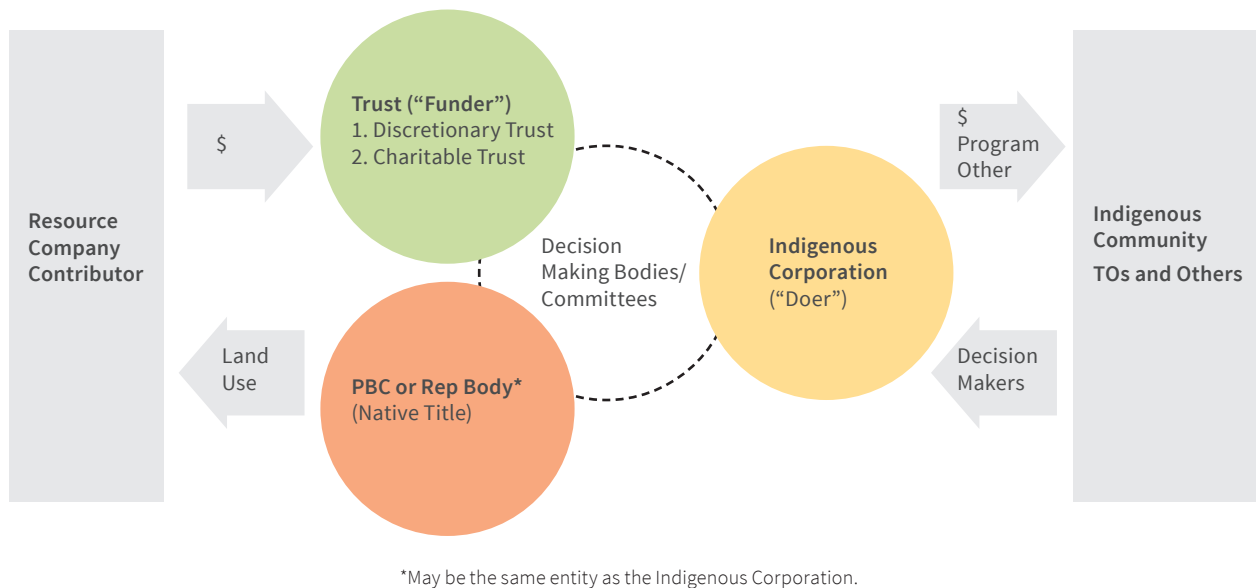 Resource
Company
Contributor
$
Land
Use
Trust (“Funder”)
1. Discretionary Trust
2. Charitable Trust
PBC or Rep Body*
(Native Title)
Decision
Making Bodies/
Committees
Indigenous
Corporation
(“Doer”)
$
Program
Other
Decision
Makers
Indigenous
Community
TOs and Others
*May be the same entity as the Indigenous Corporation.